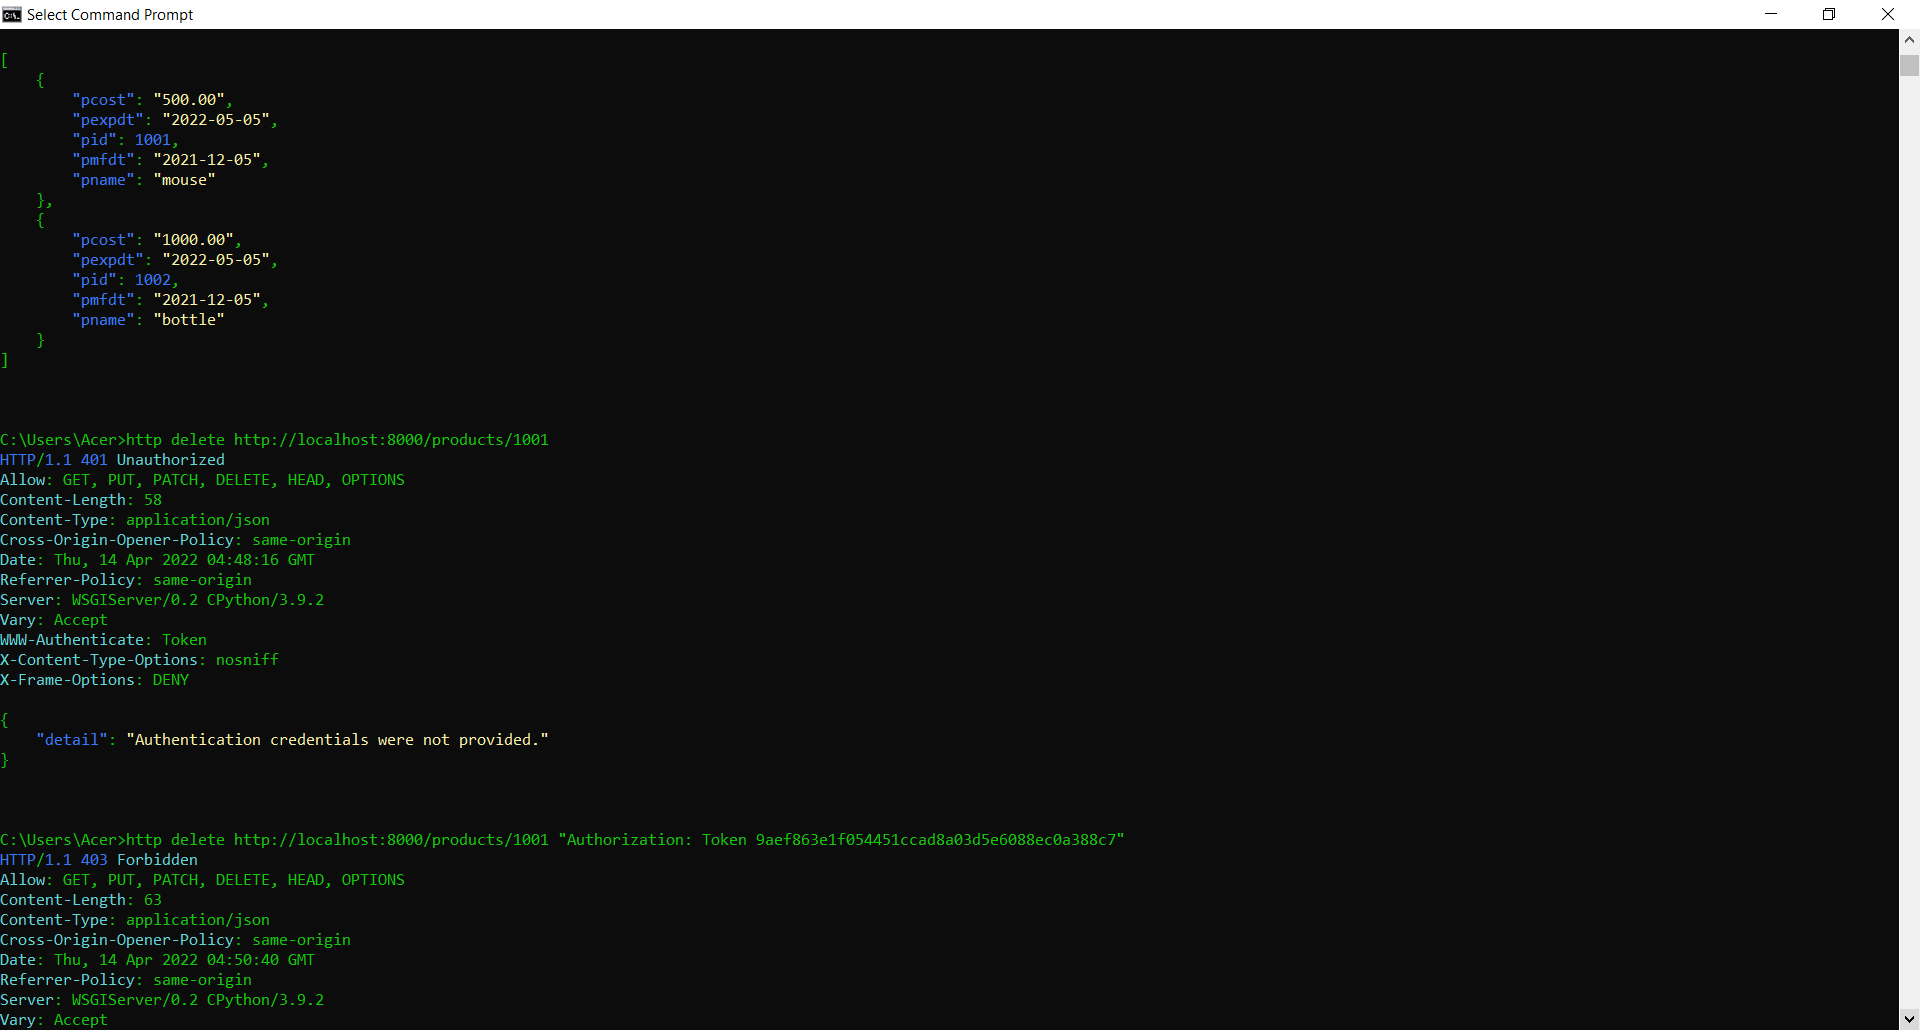 Select Command Prompt
[
    {
        "pcost": "500.00",
        "pexpdt": "2022-05-05",
        "pid": 1001,
        "pmfdt": "2021-12-05",
        "pname": "mouse"
    },
    {
        "pcost": "1000.00",
        "pexpdt": "2022-05-05",
        "pid": 1002,
        "pmfdt": "2021-12-05",
        "pname": "bottle"
    }
]
C:\Users\Acer>http delete http://localhost:8000/products/1001
HTTP/1.1 401 Unauthorized
Allow: GET, PUT, PATCH, DELETE, HEAD, OPTIONS
Content-Length: 58
Content-Type: application/json
Cross-Origin-Opener-Policy: same-origin
Date: Thu, 14 Apr 2022 04:48:16 GMT
Referrer-Policy: same-origin
Server: WSGIServer/0.2 CPython/3.9.2
Vary: Accept
WWW-Authenticate: Token
X-Content-Type-Options: nosniff
X-Frame-Options: DENY
{
    "detail": "Authentication credentials were not provided."
}
C:\Users\Acer>http delete http://localhost:8000/products/1001 "Authorization: Token 9aef863e1f054451ccad8a03d5e6088ec0a388c7"
HTTP/1.1 403 Forbidden
Allow: GET, PUT, PATCH, DELETE, HEAD, OPTIONS
Content-Length: 63
Content-Type: application/json
Cross-Origin-Opener-Policy: same-origin
Date: Thu, 14 Apr 2022 04:50:40 GMT
Referrer-Policy: same-origin
Server: WSGIServer/0.2 CPython/3.9.2
Vary: Accept